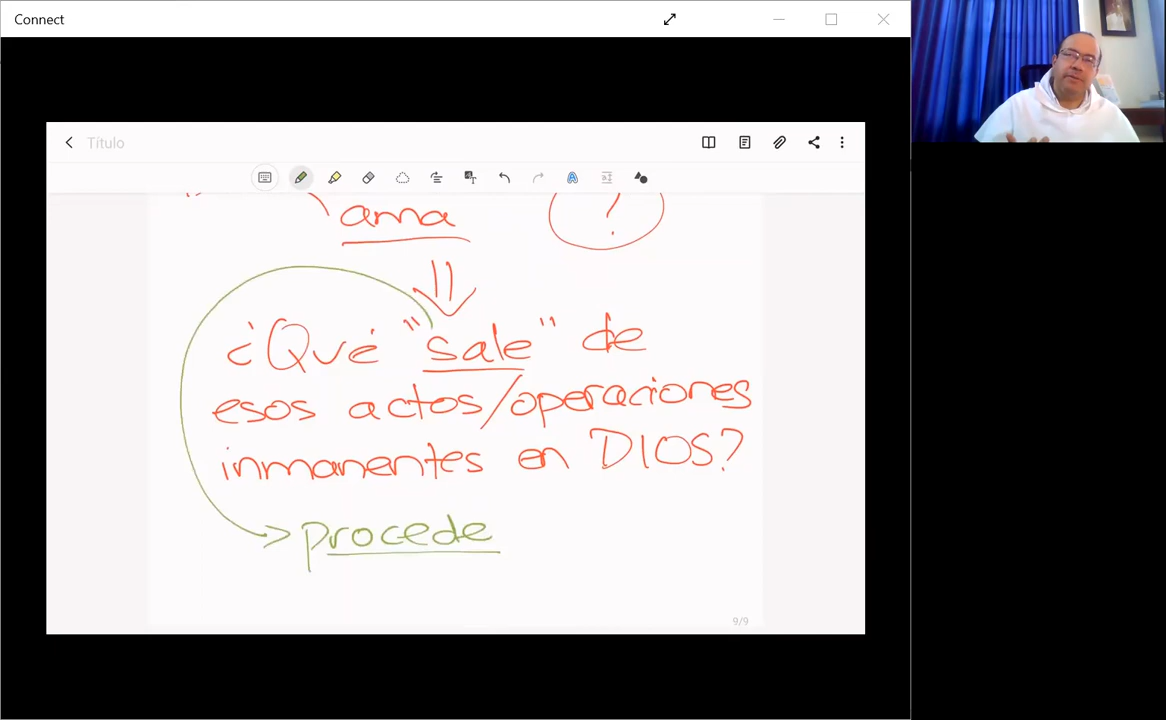 Connect
Título
ama
?
¿Qué "sale" de
esos actos/operaciones
inmanentes en DIOS?
procede
9/9